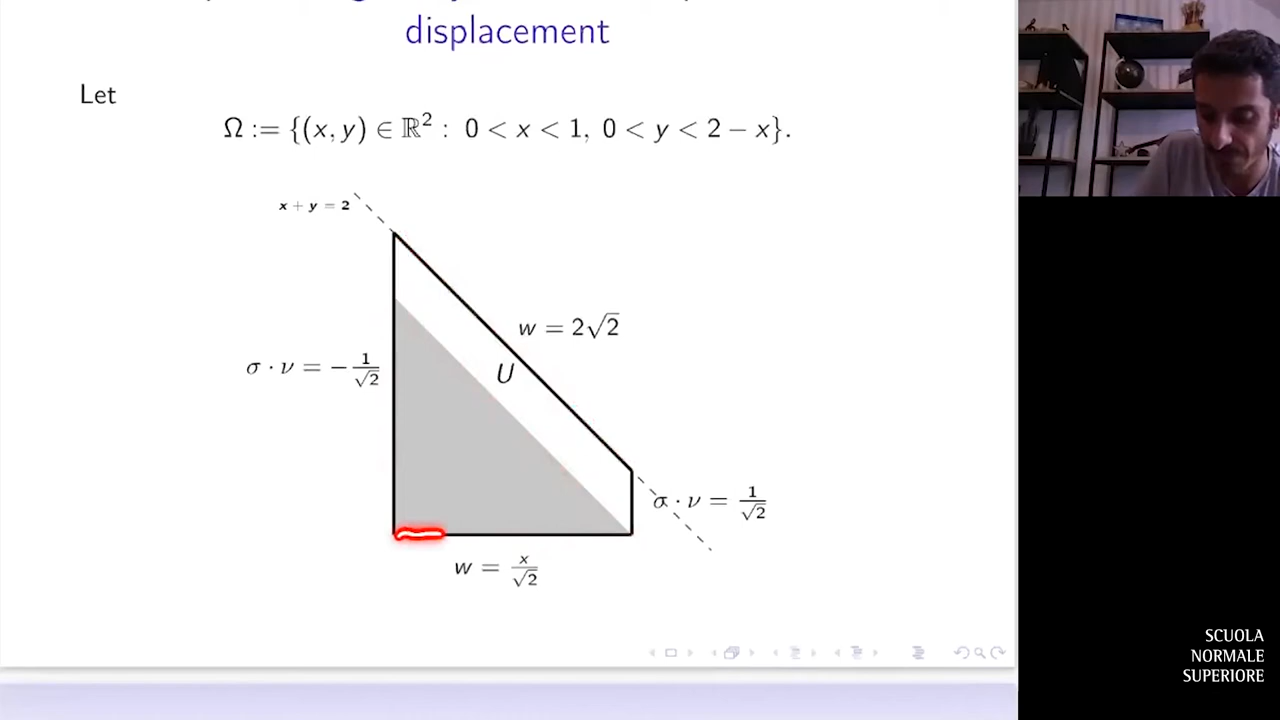 displacement
Let
Ω := {(x, y) ∈ ℝ² : 0 < x < 1, 0 < y < 2 − x}.
x + y = 2
w = 2√2
σ · ν = −1/√2
U
σ · ν = 1/√2
w = x/√2
SCUOLA
NORMALE
SUPERIORE